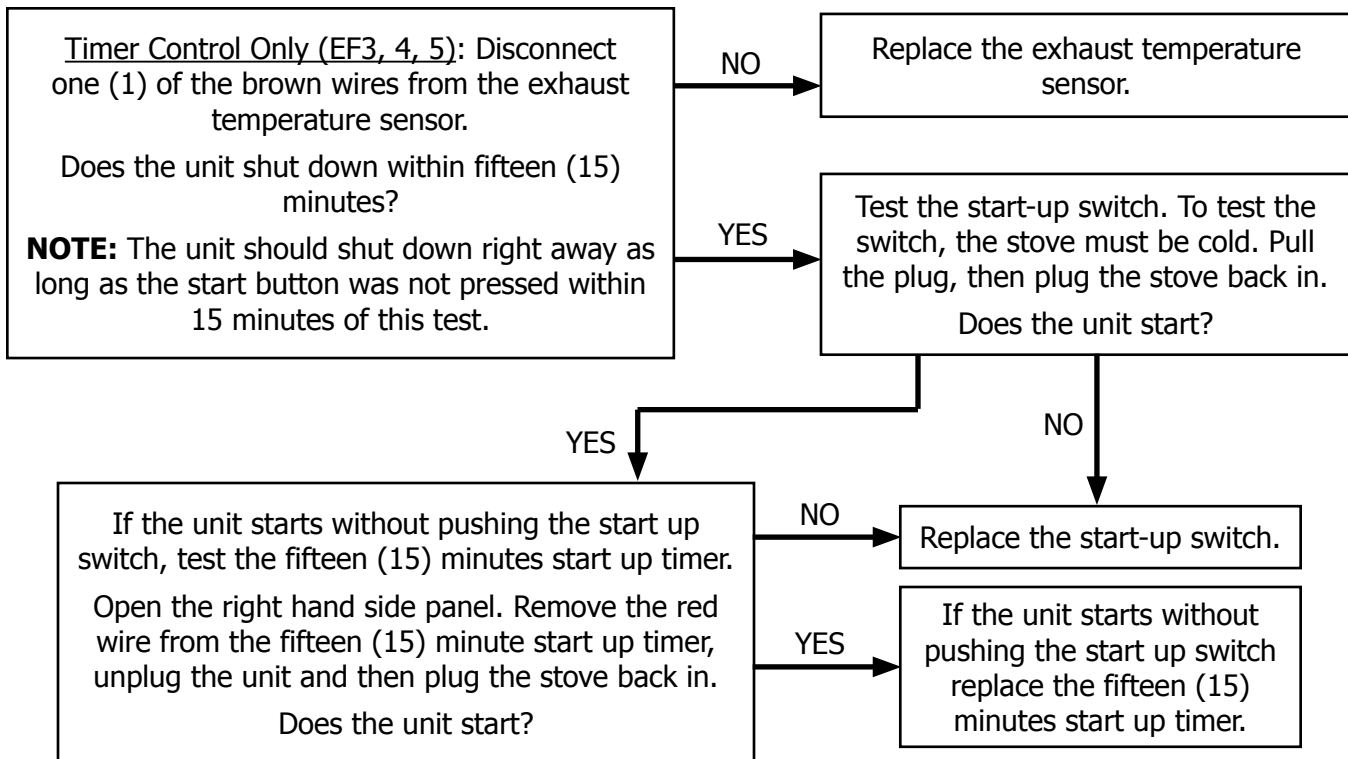 Timer Control Only (EF3, 4, 5): Disconnect
one (1) of the brown wires from the exhaust
temperature sensor.
Does the unit shut down within fifteen (15)
minutes?
NOTE: The unit should shut down right away as
long as the start button was not pressed within
15 minutes of this test.
NO
Replace the exhaust temperature
sensor.
YES
Test the start-up switch. To test the
switch, the stove must be cold. Pull
the plug, then plug the stove back in.
Does the unit start?
YES
NO
If the unit starts without pushing the start up
switch, test the fifteen (15) minutes start up timer.
Open the right hand side panel. Remove the red
wire from the fifteen (15) minute start up timer,
unplug the unit and then plug the stove back in.
Does the unit start?
NO
Replace the start-up switch.
YES
If the unit starts without
pushing the start up switch
replace the fifteen (15)
minutes start up timer.